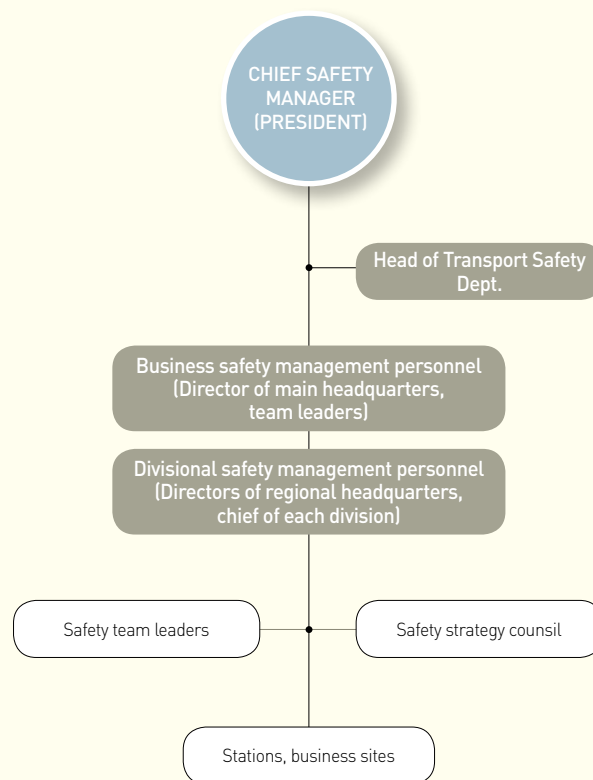 CHIEF SAFETY
MANAGER
(PRESIDENT)
Head of Transport Safety
Dept.
Business safety management personnel
(Director of main headquarters,
team leaders)
Divisional safety management personnel
(Directors of regional headquarters,
chief of each division)
Safety team leaders
Safety strategy counsil
Stations, business sites